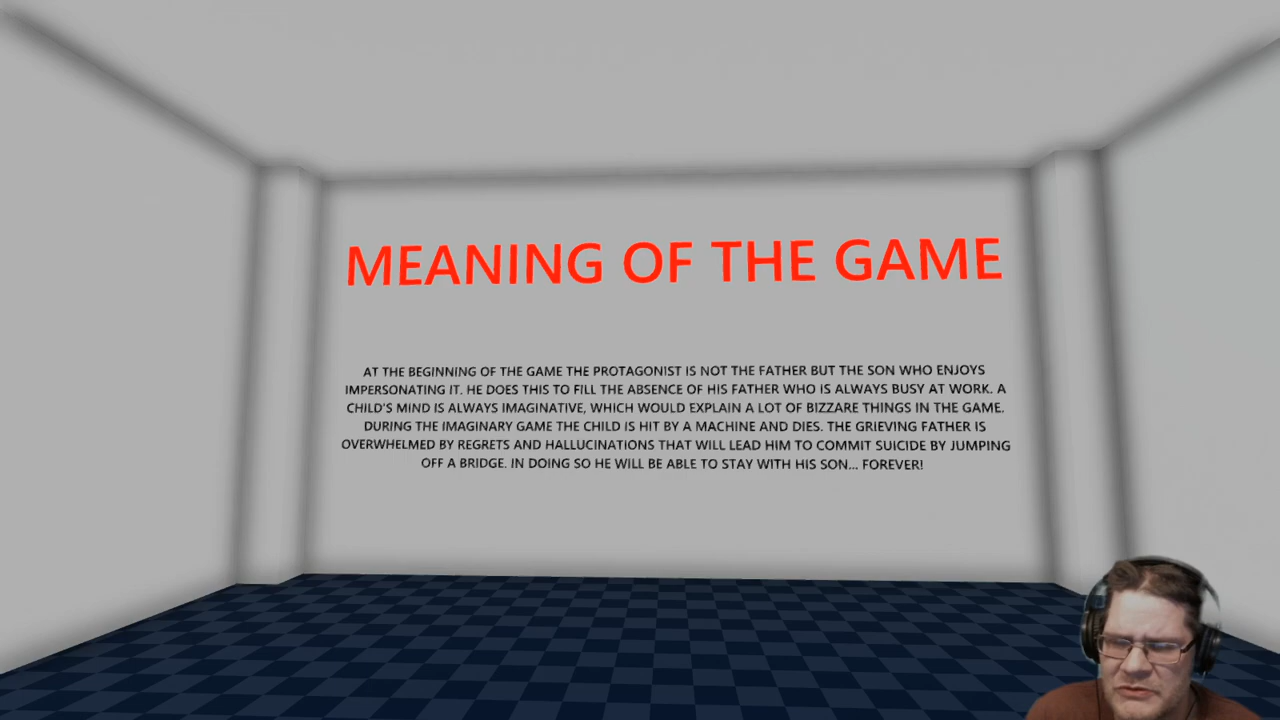 MEANING OF THE GAME
AT THE BEGINNING OF THE GAME THE PROTAGONIST IS NOT THE FATHER BUT THE SON WHO ENJOYS
IMPERSONATING IT. HE DOES THIS TO FILL THE ABSENCE OF HIS FATHER WHO IS ALWAYS BUSY AT WORK. A
CHILD'S MIND IS ALWAYS IMAGINATIVE, WHICH WOULD EXPLAIN A LOT OF BIZZARE THINGS IN THE GAME.
DURING THE IMAGINARY GAME THE CHILD IS HIT BY A MACHINE AND DIES. THE GRIEVING FATHER IS
OVERWHELMED BY REGRETS AND HALLUCINATIONS THAT WILL LEAD HIM TO COMMIT SUICIDE BY JUMPING
OFF A BRIDGE. IN DOING SO HE WILL BE ABLE TO STAY WITH HIS SON... FOREVER!